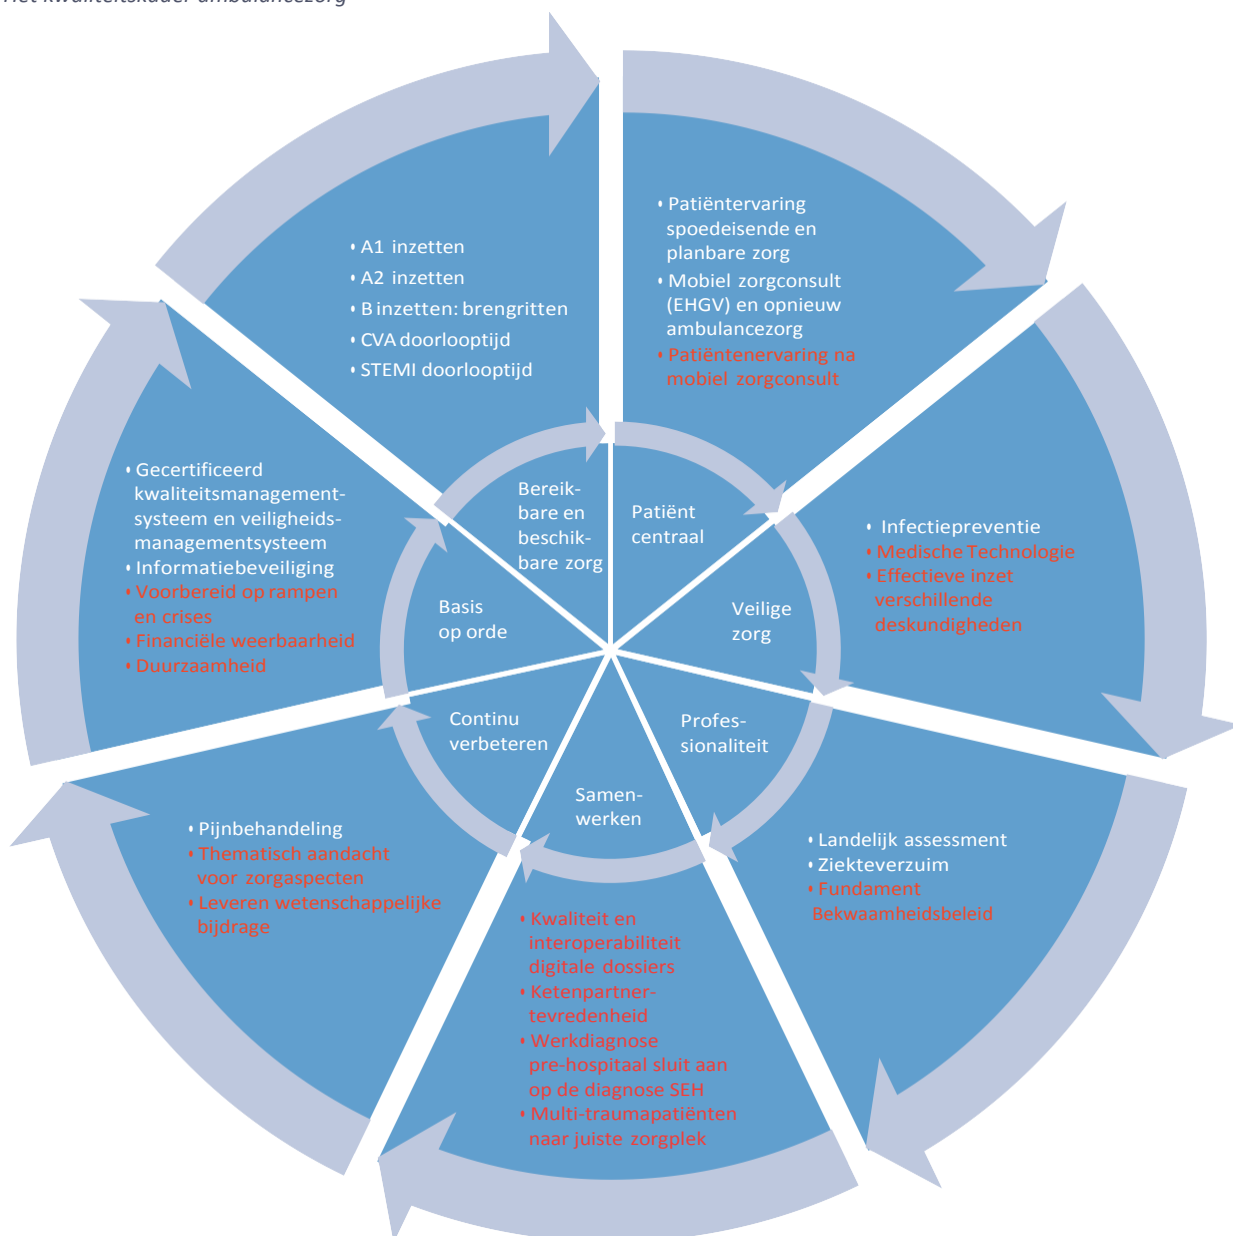 Het kwaliteitskader ambulancezorg
• A1 inzetten
• A2 inzetten
• B inzetten: brengritten
• CVA doorlooptijd
• STEMI doorlooptijd
• Patiëntervaring
spoedeisende en
planbare zorg
• Mobiel zorgconsult
(EHGV) en opnieuw
ambulancezorg
• Patiëntenervaring na
mobiel zorgconsult
• Infectiepreventie
• Medische Technologie
• Effectieve inzet
verschillende
deskundigheden
• Landelijk assessment
• Ziekteverzuim
• Fundament
Bekwaamheidsbeleid
• Kwaliteit en
interoperabiliteit
digitale dossiers
• Ketenpartner-
tevredenheid
• Werkdiagnose
pre-hospitaal sluit aan
op de diagnose SEH
• Multi-traumapatiënten
naar juiste zorgplek
• Pijnbehandeling
• Thematisch aandacht
voor zorgaspecten
• Leveren wetenschappelijke
bijdrage
• Gecertificeerd
kwaliteitsmanagement-
systeem en veiligheids-
managementsysteem
• Informatiebeveiliging
• Voorbereid op rampen
en crises
• Financiële weerbaarheid
• Duurzaamheid
Bereik-
bare en
beschik-
bare zorg
Patiënt
centraal
Veilige
zorg
Profes-
sionaliteit
Samen-
werken
Continu
verbeteren
Basis
op orde